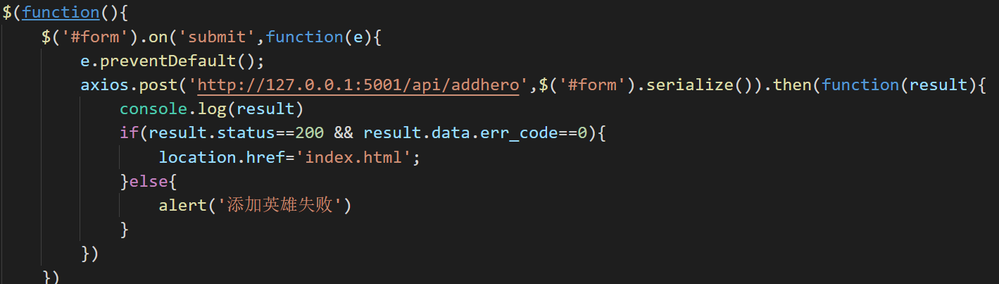 $(function(){
    $('#form').on('submit',function(e){
        e.preventDefault();
        axios.post('http://127.0.0.1:5001/api/addhero',$('#form').serialize()).then(function(result){
            console.log(result)
            if(result.status==200 && result.data.err_code==0){
                location.href='index.html';
            }else{
                alert('添加英雄失败')
            }
        })
    })